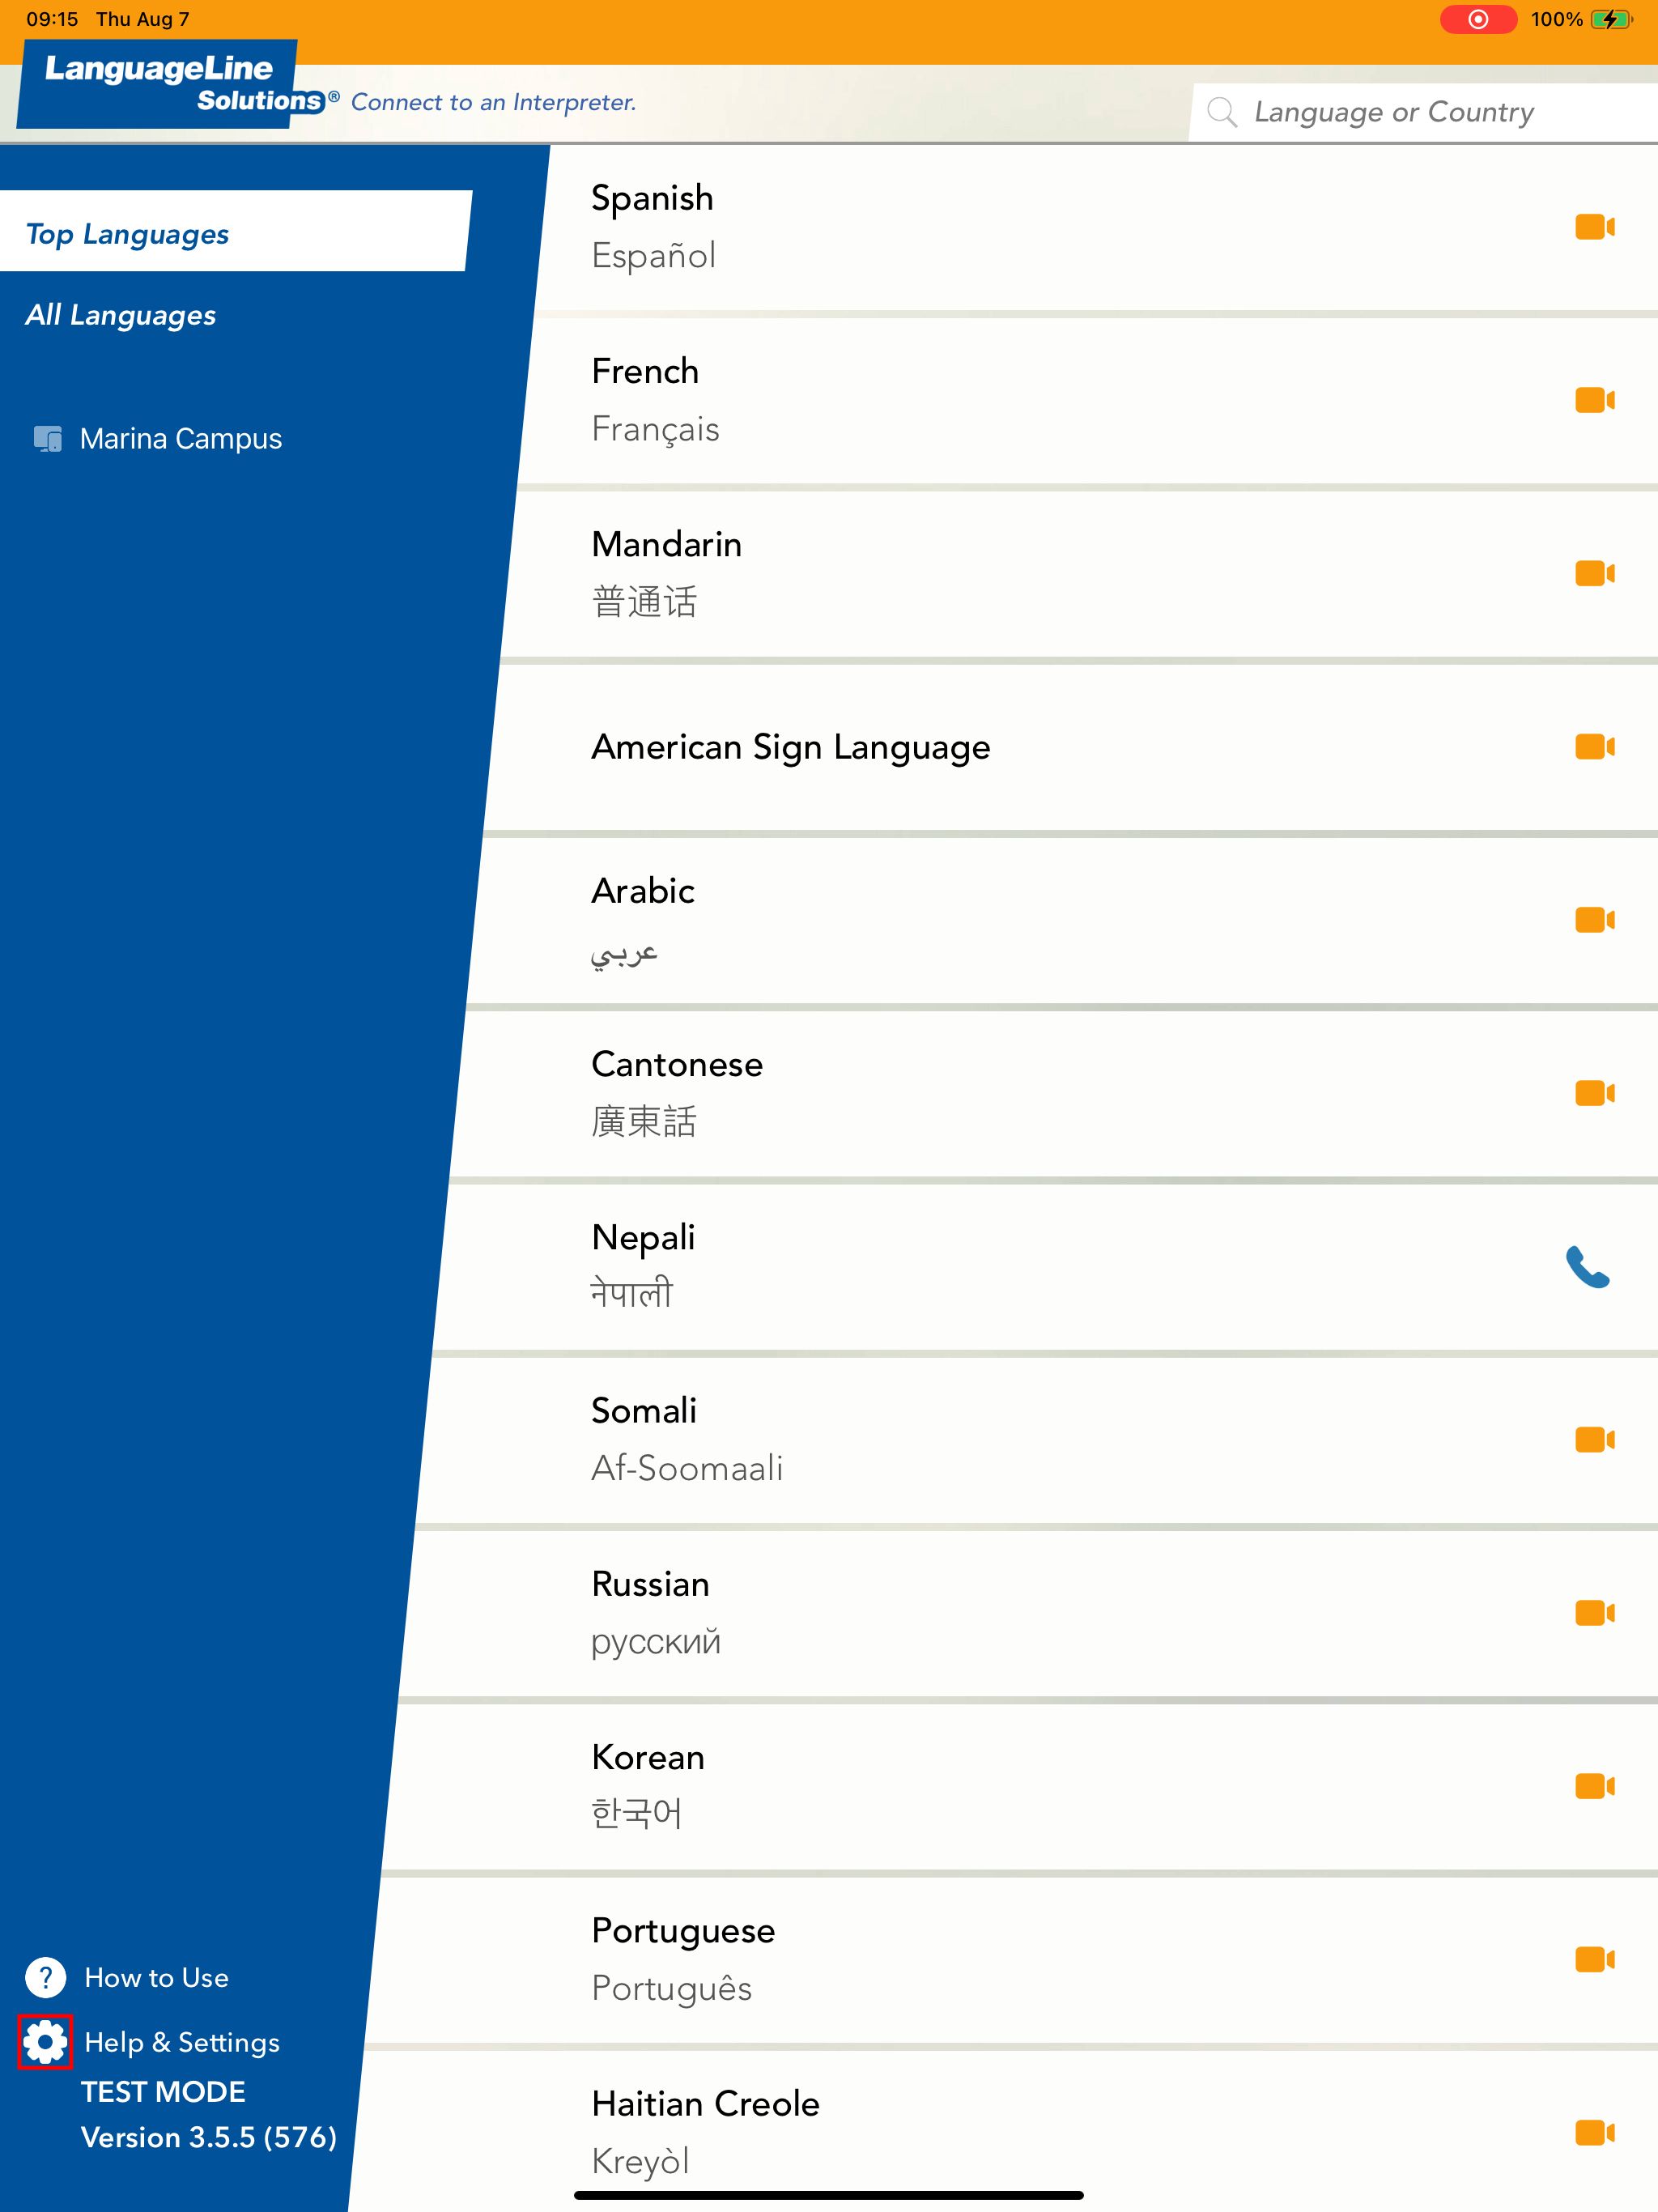 09:15 Thu Aug 7
100%
LanguageLine
Solutions® Connect to an Interpreter.
Language or Country
Top Languages
All Languages
Marina Campus
Spanish
Español
French
Français
Mandarin
普通话
American Sign Language
Arabic
عربي
Cantonese
廣東話
Nepali
नेपाली
Somali
Af-Soomaali
Russian
русский
Korean
한국어
Portuguese
Português
Haitian Creole
Kreyòl
? How to Use
Help & Settings
TEST MODE
Version 3.5.5 (576)